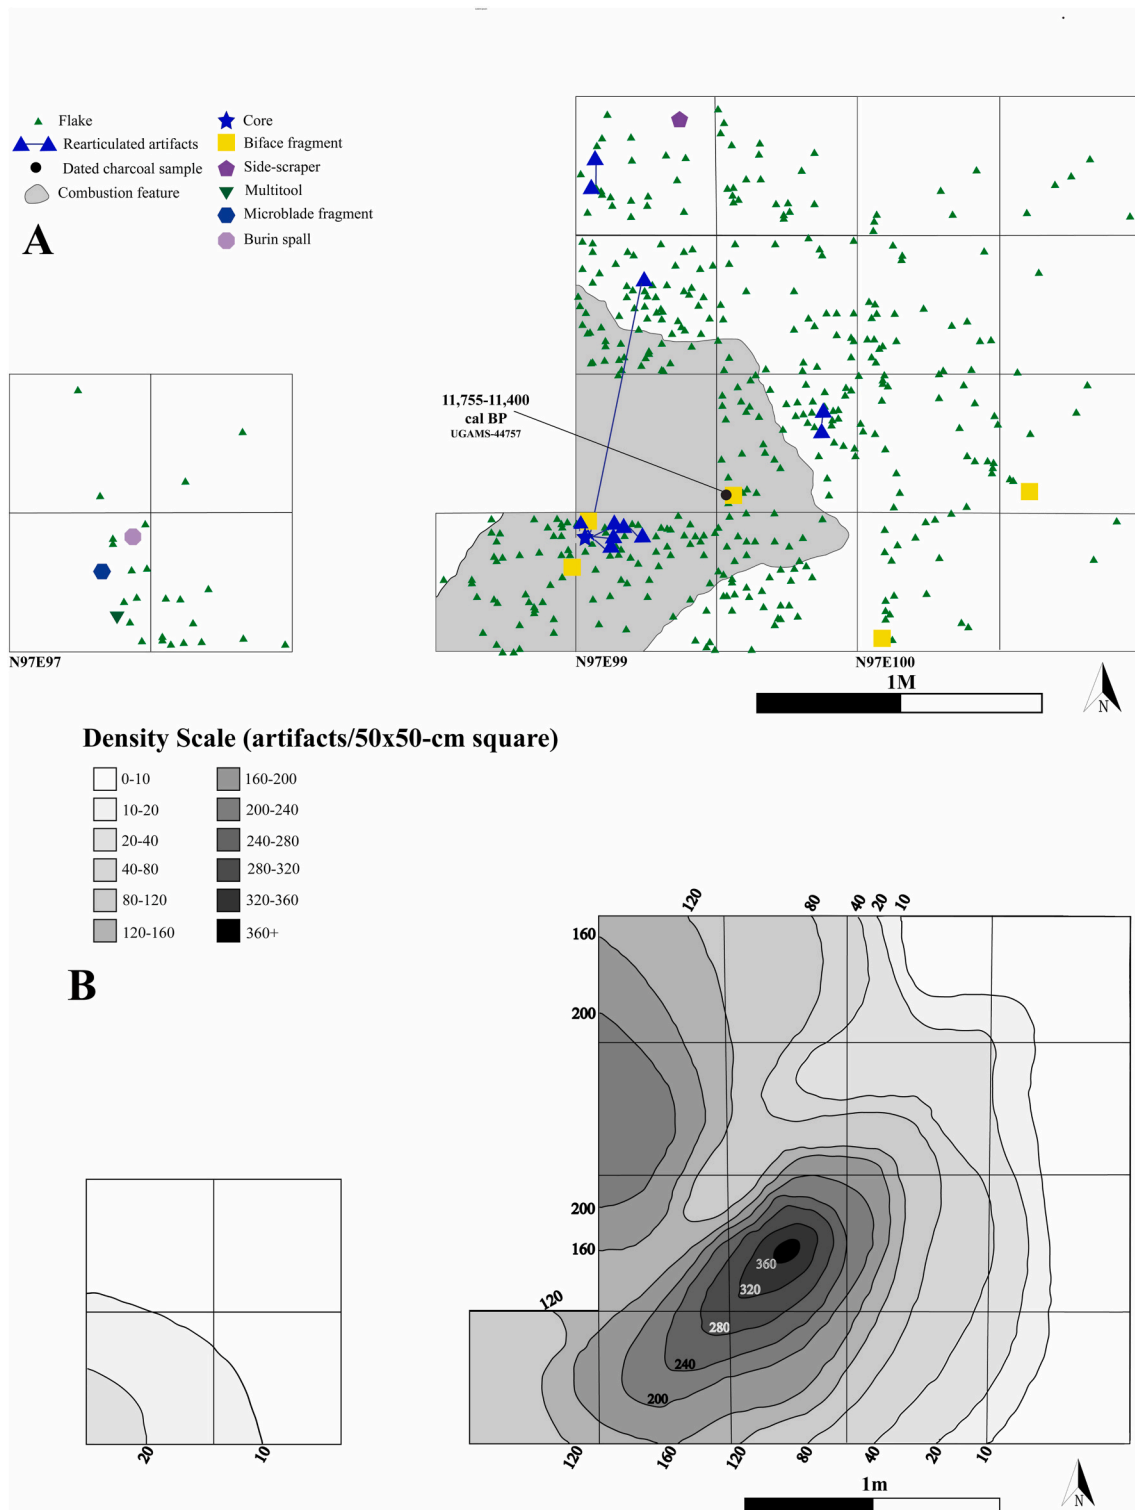 Flake
Core
Rearticulated artifacts
Biface fragment
Dated charcoal sample
Side-scraper
Combustion feature
Multitool
Microblade fragment
Burin spall
A
11,755-11,400
cal BP
UGAMS-44757
N97E97
N97E99
N97E100
1M
N
Density Scale (artifacts/50x50-cm square)
0-10
160-200
10-20
200-240
20-40
240-280
40-80
280-320
80-120
320-360
120-160
360+
B
120
80
40
20
10
160
200
200
160
360
320
120
280
240
200
20
10
120
160
120
80
40
20
10
1m
N